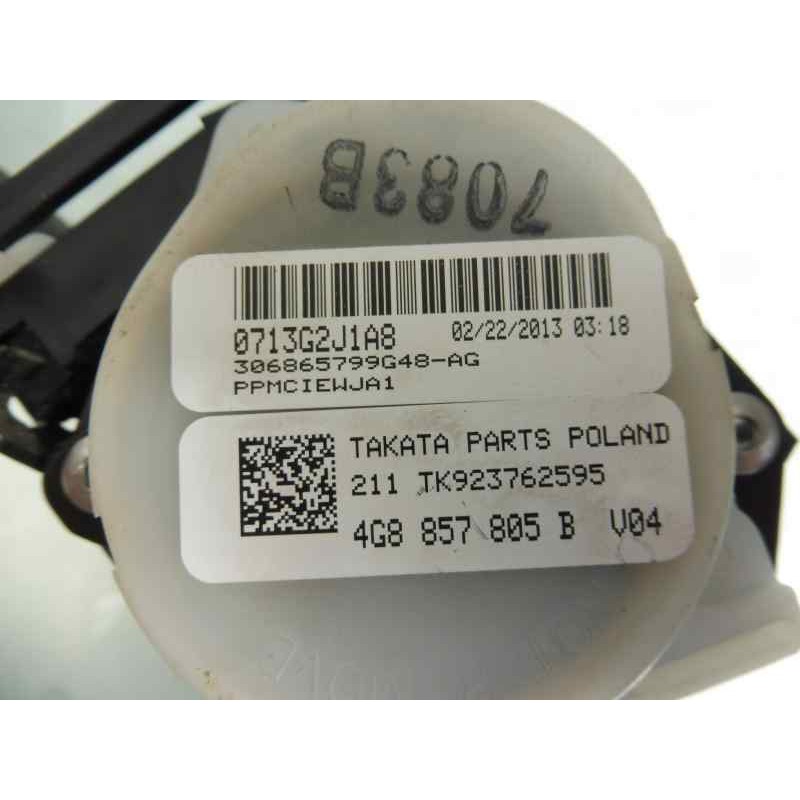 7083B
0713G2J1A8 02/22/2013 03:18
306865799G48-AG
PPMCIEWJA1
TAKATA PARTS POLAND
211 TK923762595
4G8 857 805 B V04